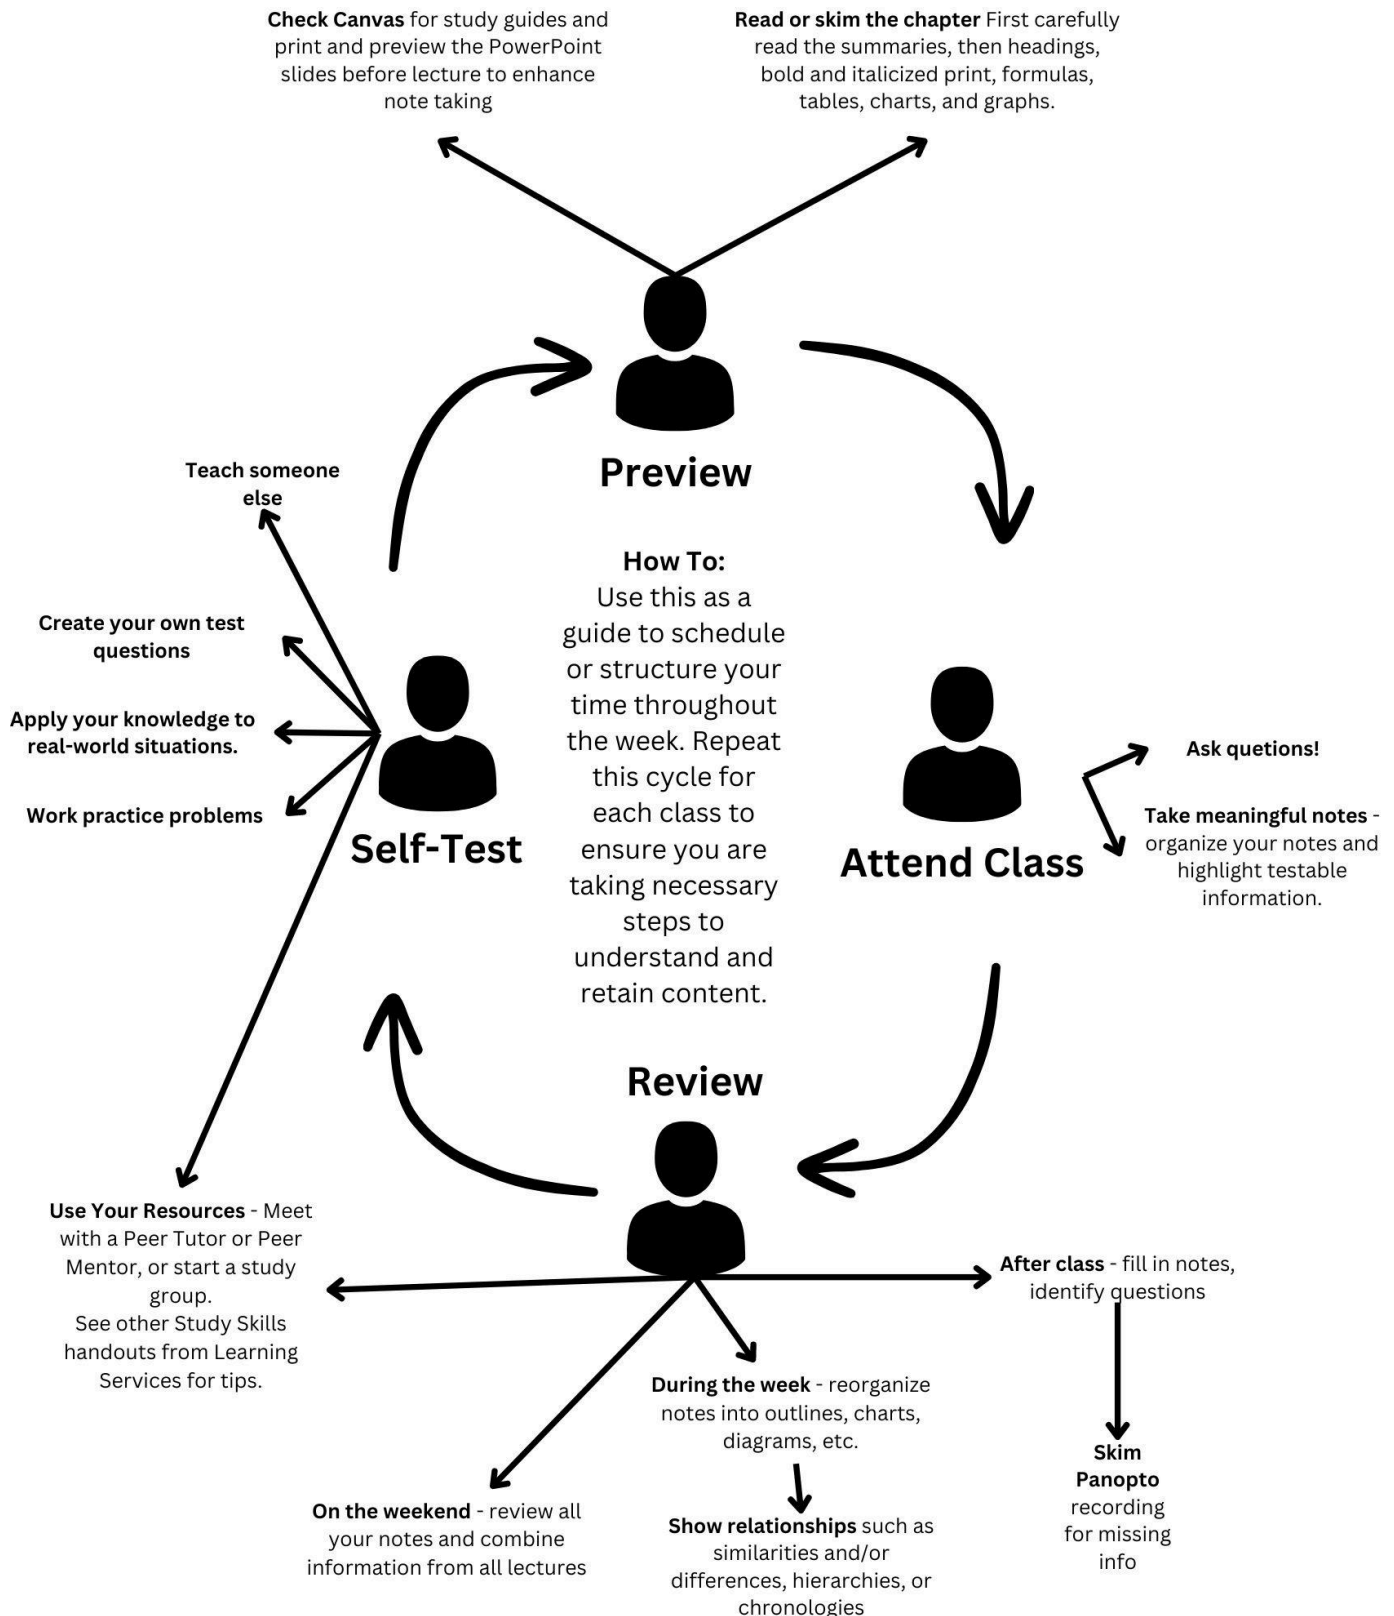 Check Canvas for study guides and
print and preview the PowerPoint
slides before lecture to enhance
note taking
Read or skim the chapter First carefully
read the summaries, then headings,
bold and italicized print, formulas,
tables, charts, and graphs.
Preview
How To:
Use this as a
guide to schedule
or structure your
time throughout
the week. Repeat
this cycle for
each class to
ensure you are
taking necessary
steps to
understand and
retain content.
Attend Class
Ask quetions!
Take meaningful notes -
organize your notes and
highlight testable
information.
Review
After class - fill in notes,
identify questions
Skim
Panopto
recording
for missing
info
During the week - reorganize
notes into outlines, charts,
diagrams, etc.
Show relationships such as
similarities and/or
differences, hierarchies, or
chronologies
On the weekend - review all
your notes and combine
information from all lectures
Self-Test
Teach someone
else
Create your own test
questions
Apply your knowledge to
real-world situations.
Work practice problems
Use Your Resources - Meet
with a Peer Tutor or Peer
Mentor, or start a study
group.
See other Study Skills
handouts from Learning
Services for tips.